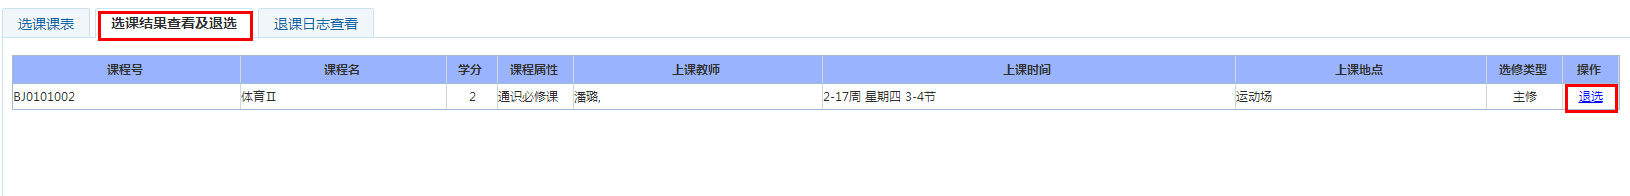 选课课表 选课结果查看及退选 退课日志查看
课程号 课程名 学分 课程属性 上课教师 上课时间 上课地点 选修类型 操作
BJ0101002 体育Ⅱ 2 通识必修课 潘璐, 2-17周 星期四 3-4节 运动场 主修 退选